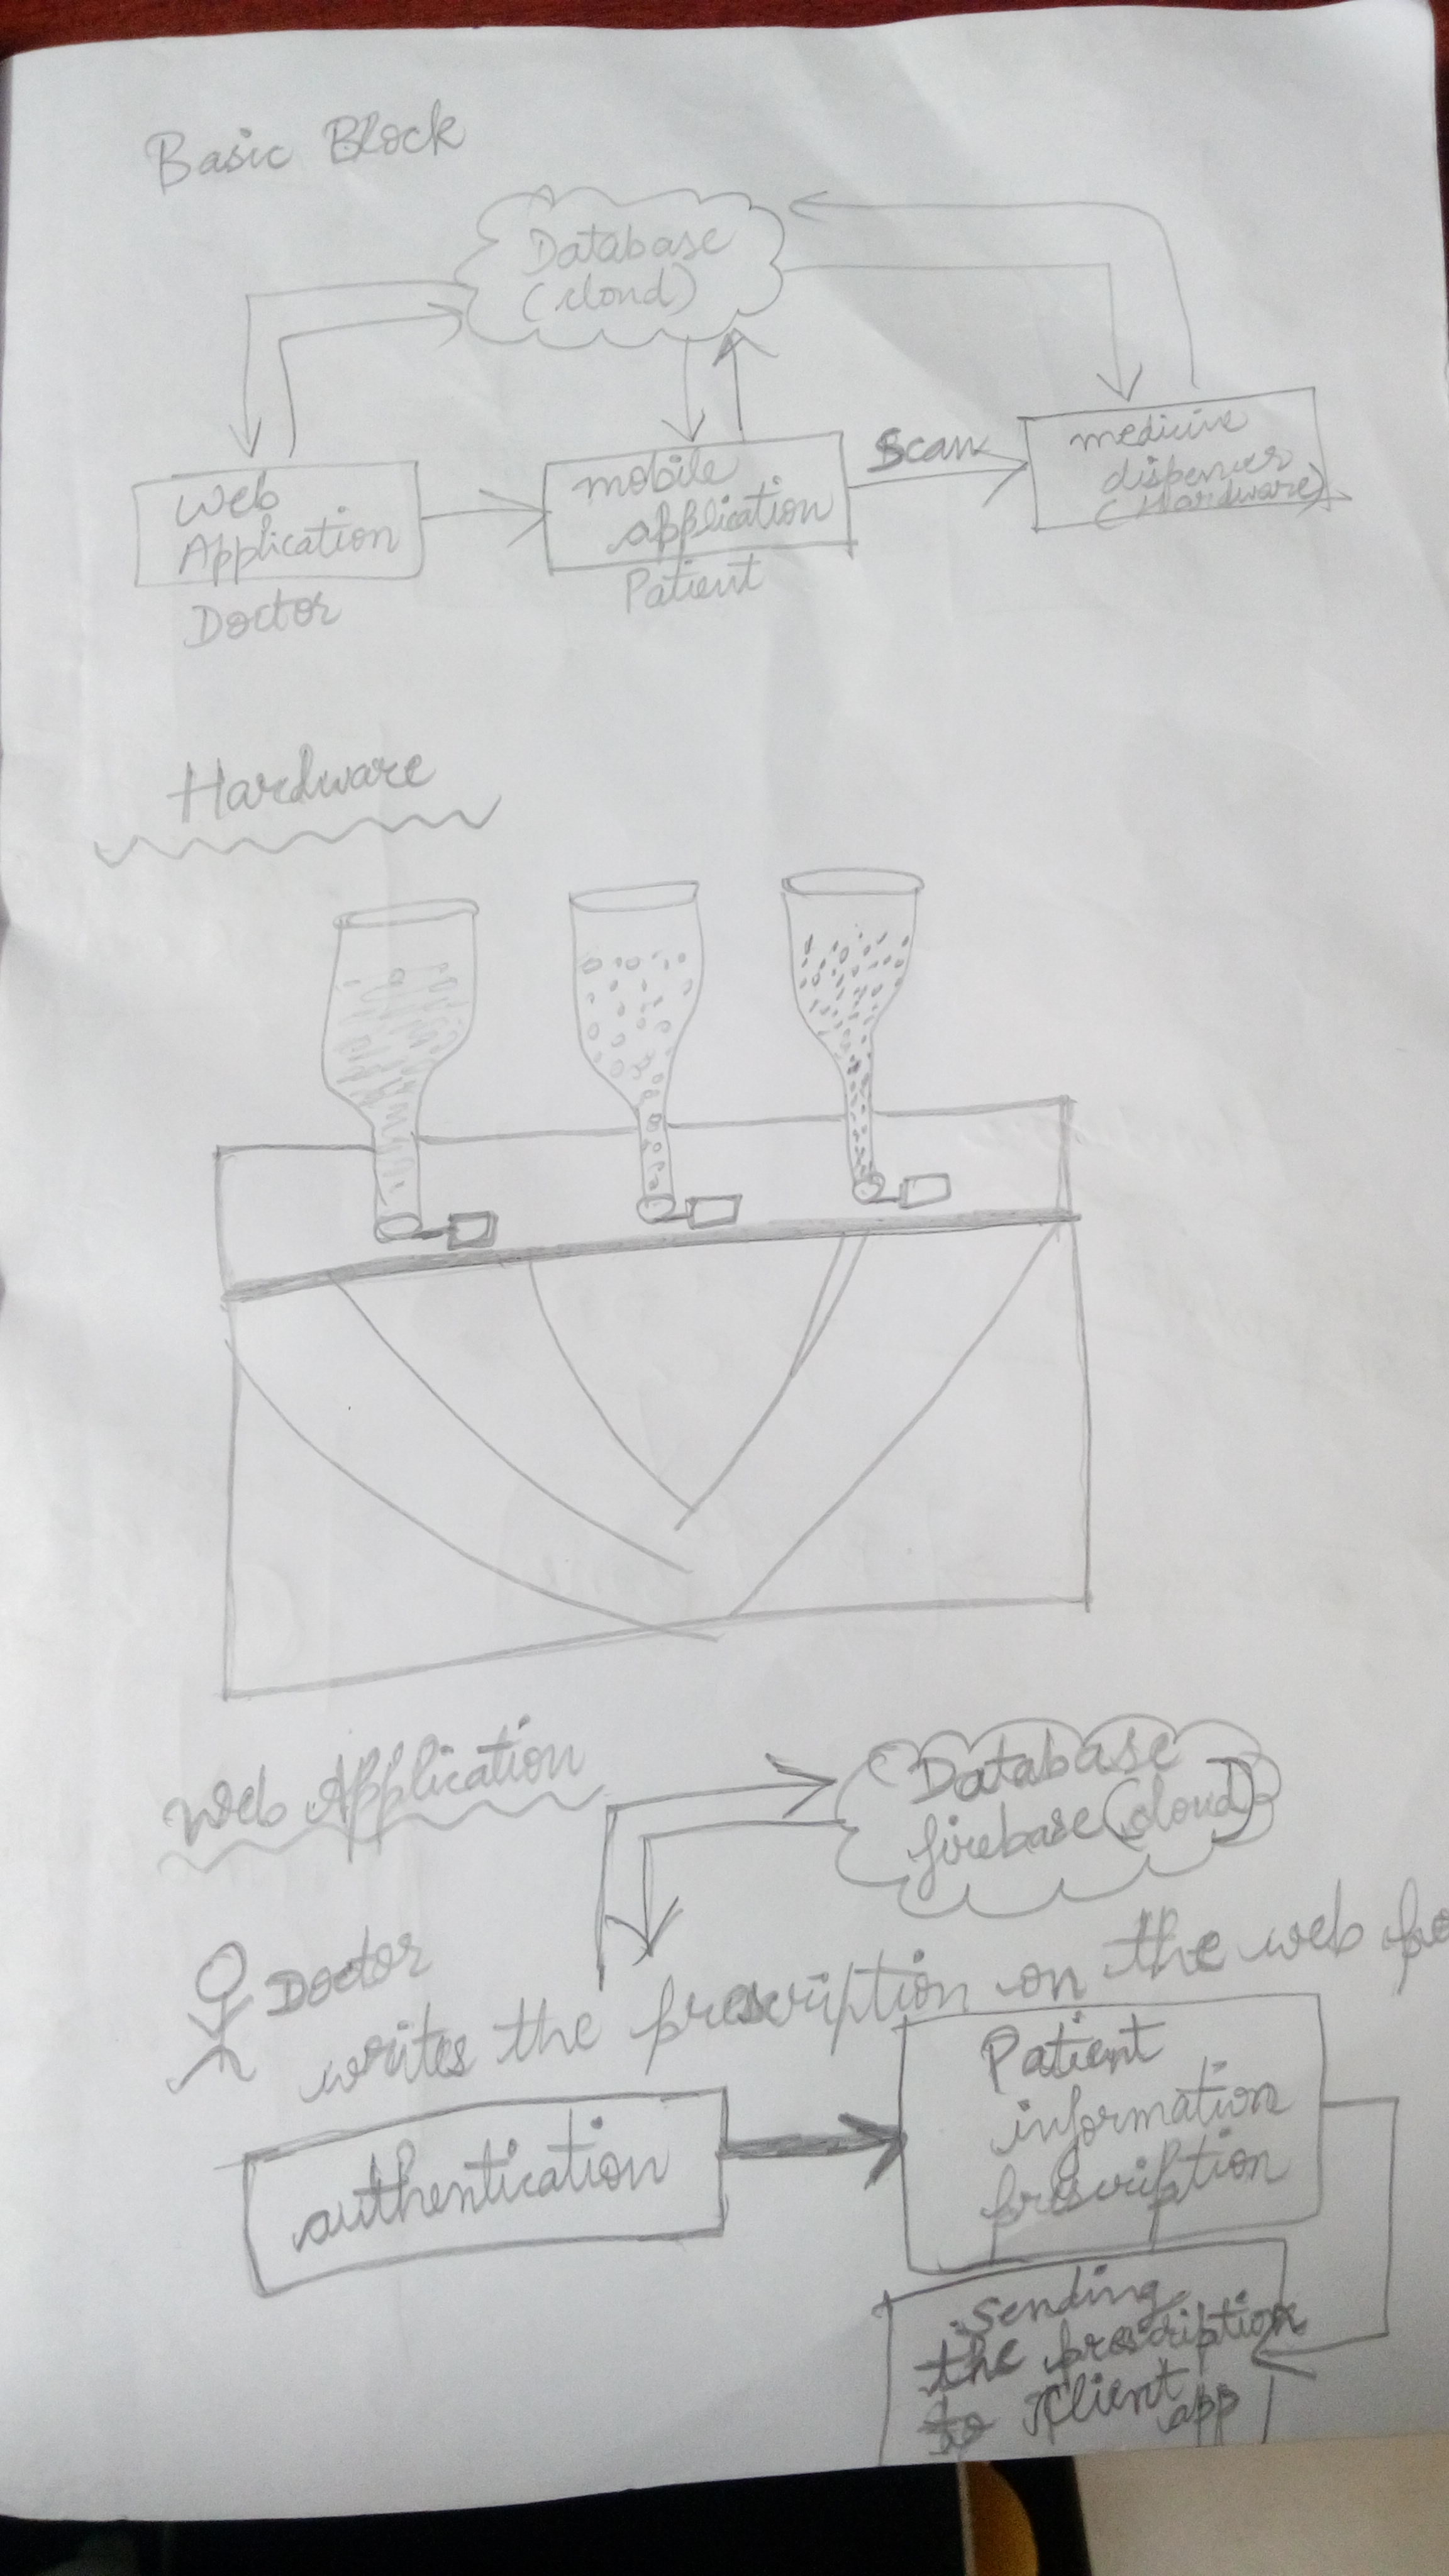 Basic Block
Database
(cloud)
Web
Application
Doctor
mobile
application
Patient
Scan
medicine
dispenser
(Hardware)
Hardware
Web Application
Database
firebase(cloud)
Doctor
writes the prescription on the web
authentication
Patient
information
prescription
Sending
the prescription
to client
app